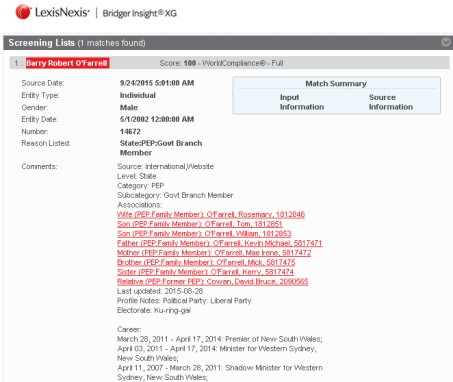 LexisNexis® Bridger Insight® XG
Screening Lists (1 matches found)
1 Barry Robert O'Farrell Score: 100 - WorldCompliance® - Full
Source Date: 9/24/2015 5:01:00 AM
Entity Type: Individual
Gender: Male
Entity Date: 5/1/2002 12:00:00 AM
Number: 14672
Reason Listed: State:PEP:Govt Branch
Member
Match Summary
Input Source
Information Information
Comments: Source: International,Website
Level: State
Category: PEP
Subcategory: Govt Branch Member
Associations:
Wife (PEP:Family Member): O'Farrell, Rosemary, 1812846
Son (PEP:Family Member): O'Farrell, Tom, 1812851
Son (PEP:Family Member): O'Farrell, William, 1812853
Father (PEP:Family Member): O'Farrell, Kevin Michael, 5817471
Mother (PEP:Family Member): O'Farrell, Mae Irene, 5817472
Brother (PEP:Family Member): O'Farrell, Mick, 5817475
Sister (PEP:Family Member): O'Farrell, Kerry, 5817474
Relative (PEP:Former PEP): Cowan, David Bruce, 2090565
Last updated: 2015-08-28
Profile Notes: Political Party: Liberal
Party
Electorate: Ku-ring-gai
Career:
March 28, 2011 - April 17, 2014: Premier of New South Wales;
April 03, 2011 - April 17, 2014: Minister for Western Sydney,
New South Wales;
April 11, 2007 - March 28, 2011: Shadow Minister for Western
Sydney, New South Wales;